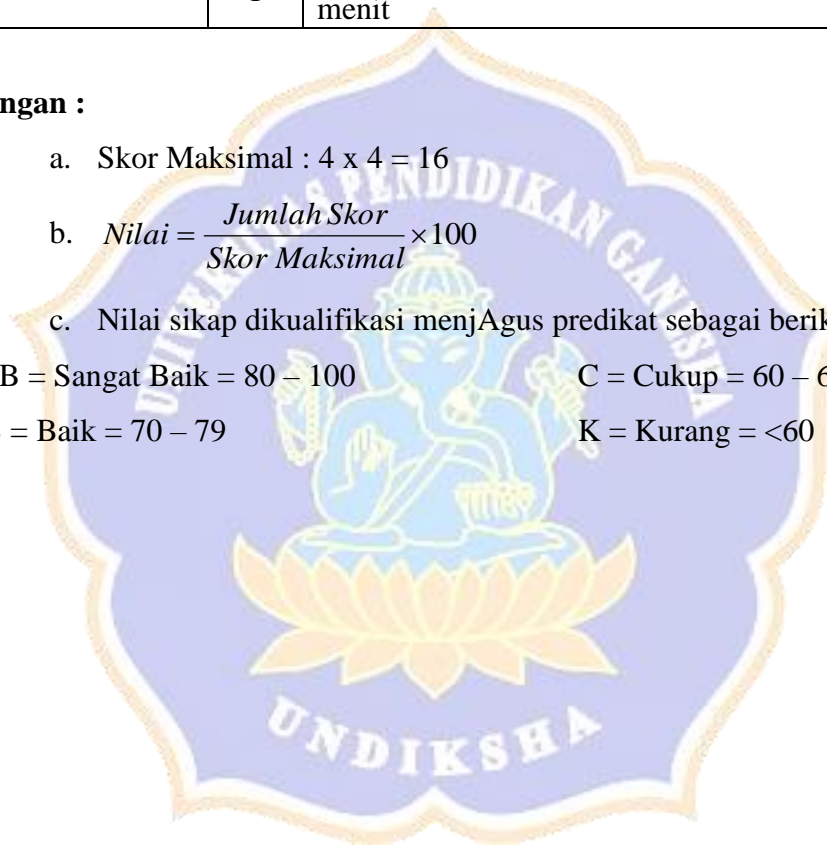 menit
ngan :
a. Skor Maksimal : 4 x 4 = 16
b. Nilai = Jumlah Skor / Skor Maksimal × 100
c. Nilai sikap dikualifikasi menjAgus predikat sebagai berik
B = Sangat Baik = 80 – 100 C = Cukup = 60 – 6
= Baik = 70 – 79 K = Kurang = <60
UNIVERSITAS PENDIDIKAN GANESHA
UNDIKSHA